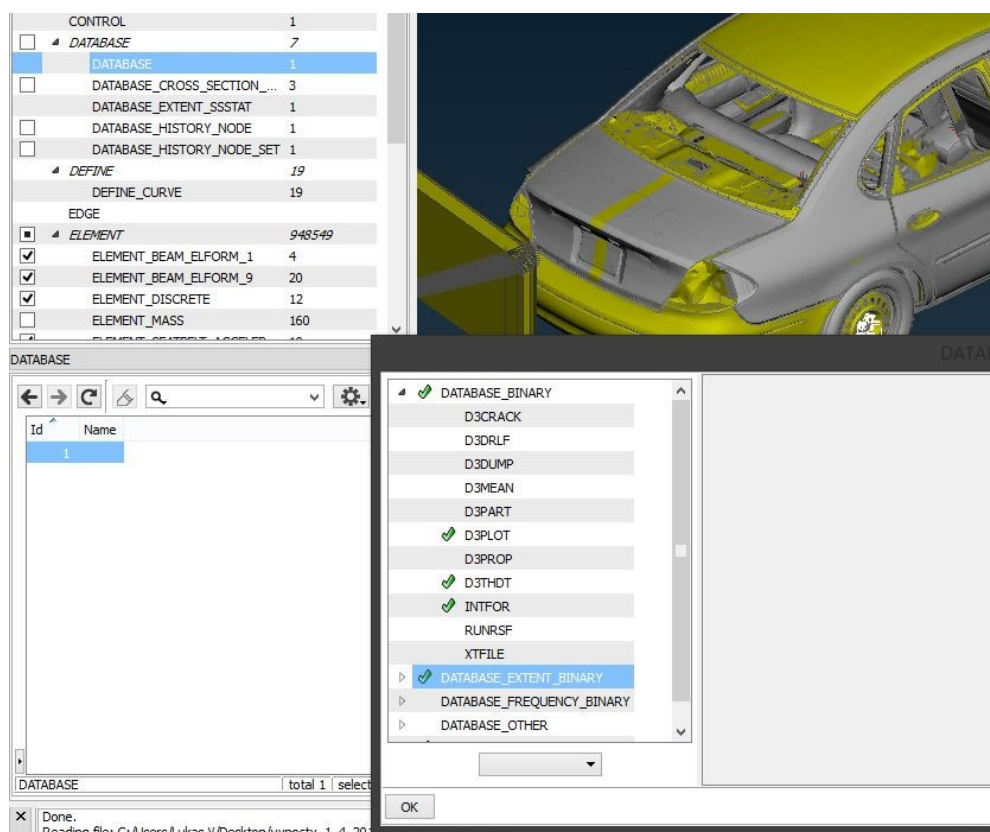 CONTROL 1
DATABASE 7
DATABASE 1
DATABASE_CROSS_SECTION_... 3
DATABASE_EXTENT_SSSTAT 1
DATABASE_HISTORY_NODE 1
DATABASE_HISTORY_NODE_SET 1
DEFINE 19
DEFINE_CURVE 19
EDGE
ELEMENT 948549
ELEMENT_BEAM_ELFORM_1 4
ELEMENT_BEAM_ELFORM_9 20
ELEMENT_DISCRETE 12
ELEMENT_MASS 160
DATABASE
Id Name
1
DATABASE total 1 select
Done.
DATAB
DATABASE_BINARY
D3CRACK
D3DRLF
D3DUMP
D3MEAN
D3PART
D3PLOT
D3PROP
D3THDT
INTFOR
RUNRSF
XTFILE
DATABASE_EXTENT_BINARY
DATABASE_FREQUENCY_BINARY
DATABASE_OTHER
OK